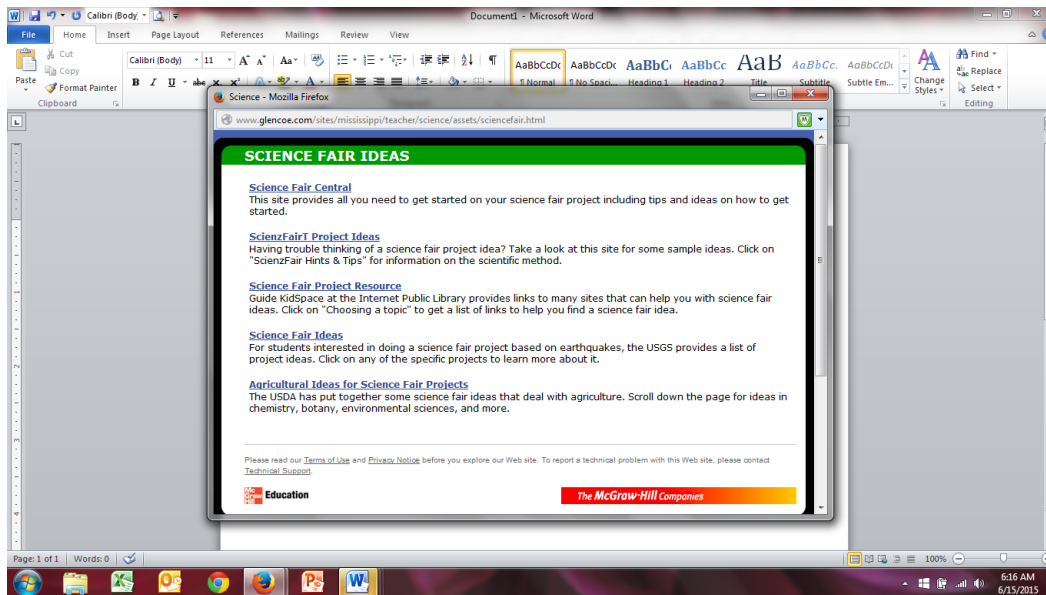 Calibri (Body)
Document1 - Microsoft Word
File Home Insert Page Layout References Mailings Review View
Paste
Cut
Copy
Format Painter
Clipboard
Calibri (Body) 11
B I U abc
AaBbCcDc AaBbCcDc AaBbC AaBbCc AaB AaBbCc. AaBbCcDc
1 Normal 1 No Spaci... Heading 1 Heading 2 Title Subtitle Subtle Em...
Change
Styles
Find
Replace
Select
Editing
Science - Mozilla Firefox
www.glencoe.com/sites/mississippi/teacher/science/assets/sciencefair.html
SCIENCE FAIR IDEAS
Science Fair Central
This site provides all you need to get started on your science fair project including tips and ideas on how to get
started.
ScienzFairT Project Ideas
Having trouble thinking of a science fair project idea? Take a look at this site for some sample ideas. Click on
"ScienzFair Hints & Tips" for information on the scientific method.
Science Fair Project Resource
Guide KidSpace at the Internet Public Library provides links to many sites that can help you with science fair
ideas. Click on "Choosing a topic" to get a list of links to help you find a science fair idea.
Science Fair Ideas
For students interested in doing a science fair project based on earthquakes, the USGS provides a list of
project ideas. Click on any of the specific projects to learn more about it.
Agricultural Ideas for Science Fair Projects
The USDA has put together some science fair ideas that deal with agriculture. Scroll down the page for ideas in
chemistry, botany, environmental sciences, and more.
Please read our Terms of Use and Privacy Notice before you explore our Web site. To report a technical problem with this Web site, please contact
Technical Support.
Mc Graw Hill Education
The McGraw·Hill Companies
Page: 1 of 1 Words: 0 100%
6:16 AM
6/15/2015